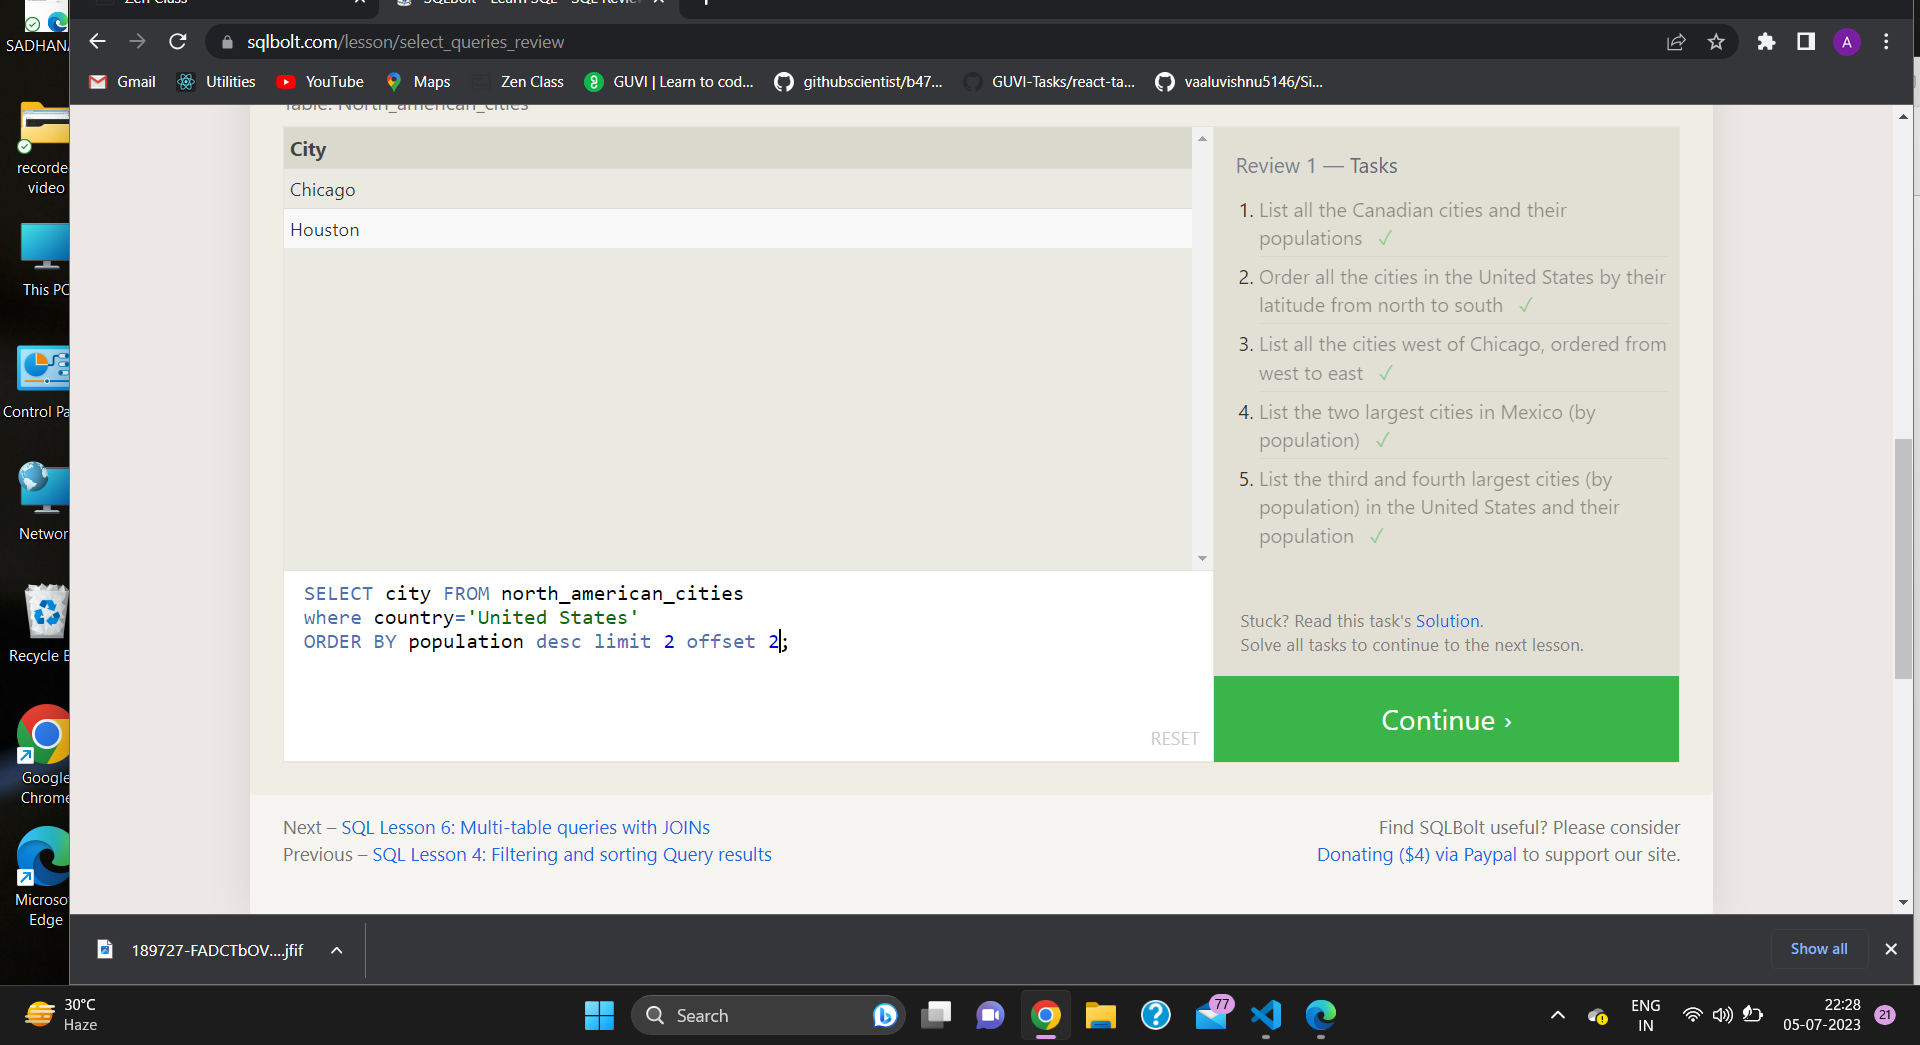 Zen Class
SQLBolt - Learn SQL - SQL Revie
sqlbolt.com/lesson/select_queries_review
A
Gmail
Utilities
YouTube
Maps
Zen Class
GUVI | Learn to cod...
githubscientist/b47...
GUVI-Tasks/react-ta...
vaaluvishnu5146/Si...
SADHANA
recorde
video
This PC
Control Pa
Networ
Recycle B
Google
Chrome
Microso
Edge
Table: North_american_cities
City
Chicago
Houston
Review 1 — Tasks
1. List all the Canadian cities and their
populations ✓
2. Order all the cities in the United States by their
latitude from north to south ✓
3. List all the cities west of Chicago, ordered from
west to east ✓
4. List the two largest cities in Mexico (by
population) ✓
5. List the third and fourth largest cities (by
population) in the United States and their
population ✓
SELECT city FROM north_american_cities
where country='United States'
ORDER BY population desc limit 2 offset 2;
RESET
Stuck? Read this task's Solution.
Solve all tasks to continue to the next lesson.
Continue ›
Next – SQL Lesson 6: Multi-table queries with JOINs
Previous – SQL Lesson 4: Filtering and sorting Query results
Find SQLBolt useful? Please consider
Donating ($4) via Paypal to support our site.
189727-FADCTbOV....jfif
Show all
30°C
Haze
Search
77
ENG
IN
22:28
05-07-2023
21